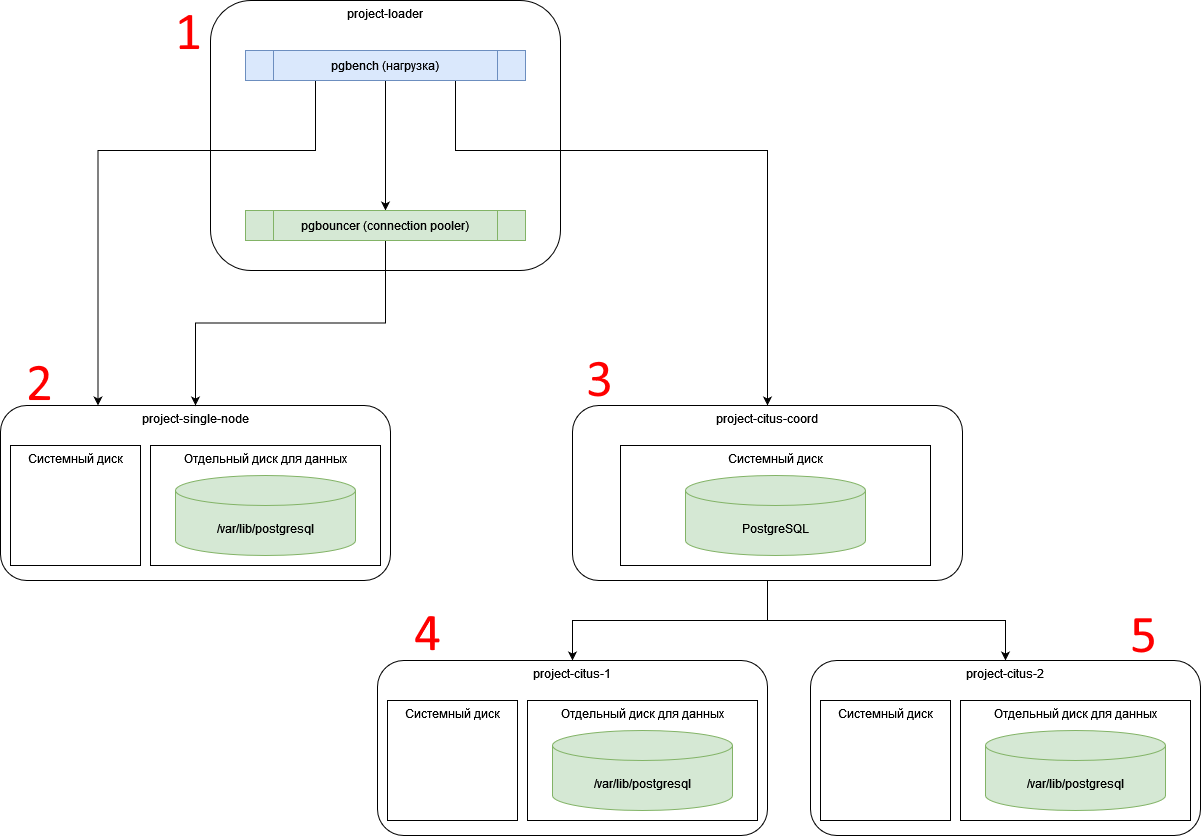 1
project-loader
pgbench (нагрузка)
pgbouncer (connection pooler)
2
project-single-node
Системный диск
Отдельный диск для данных
/var/lib/postgresql
3
project-citus-coord
Системный диск
PostgreSQL
4
project-citus-1
Системный диск
Отдельный диск для данных
/var/lib/postgresql
5
project-citus-2
Системный диск
Отдельный диск для данных
/var/lib/postgresql